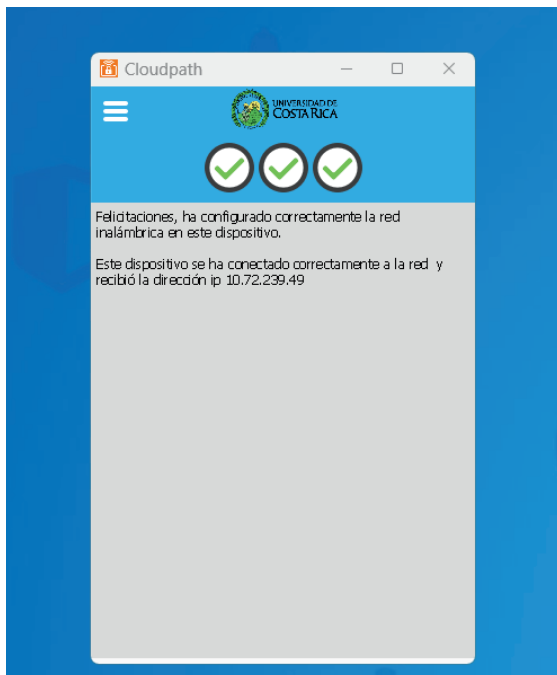 Cloudpath
UNIVERSIDAD DE
COSTA RICA
Felicitaciones, ha configurado correctamente la red
inalámbrica en este dispositivo.
Este dispositivo se ha conectado correctamente a la red y
recibió la dirección ip 10.72.239.49